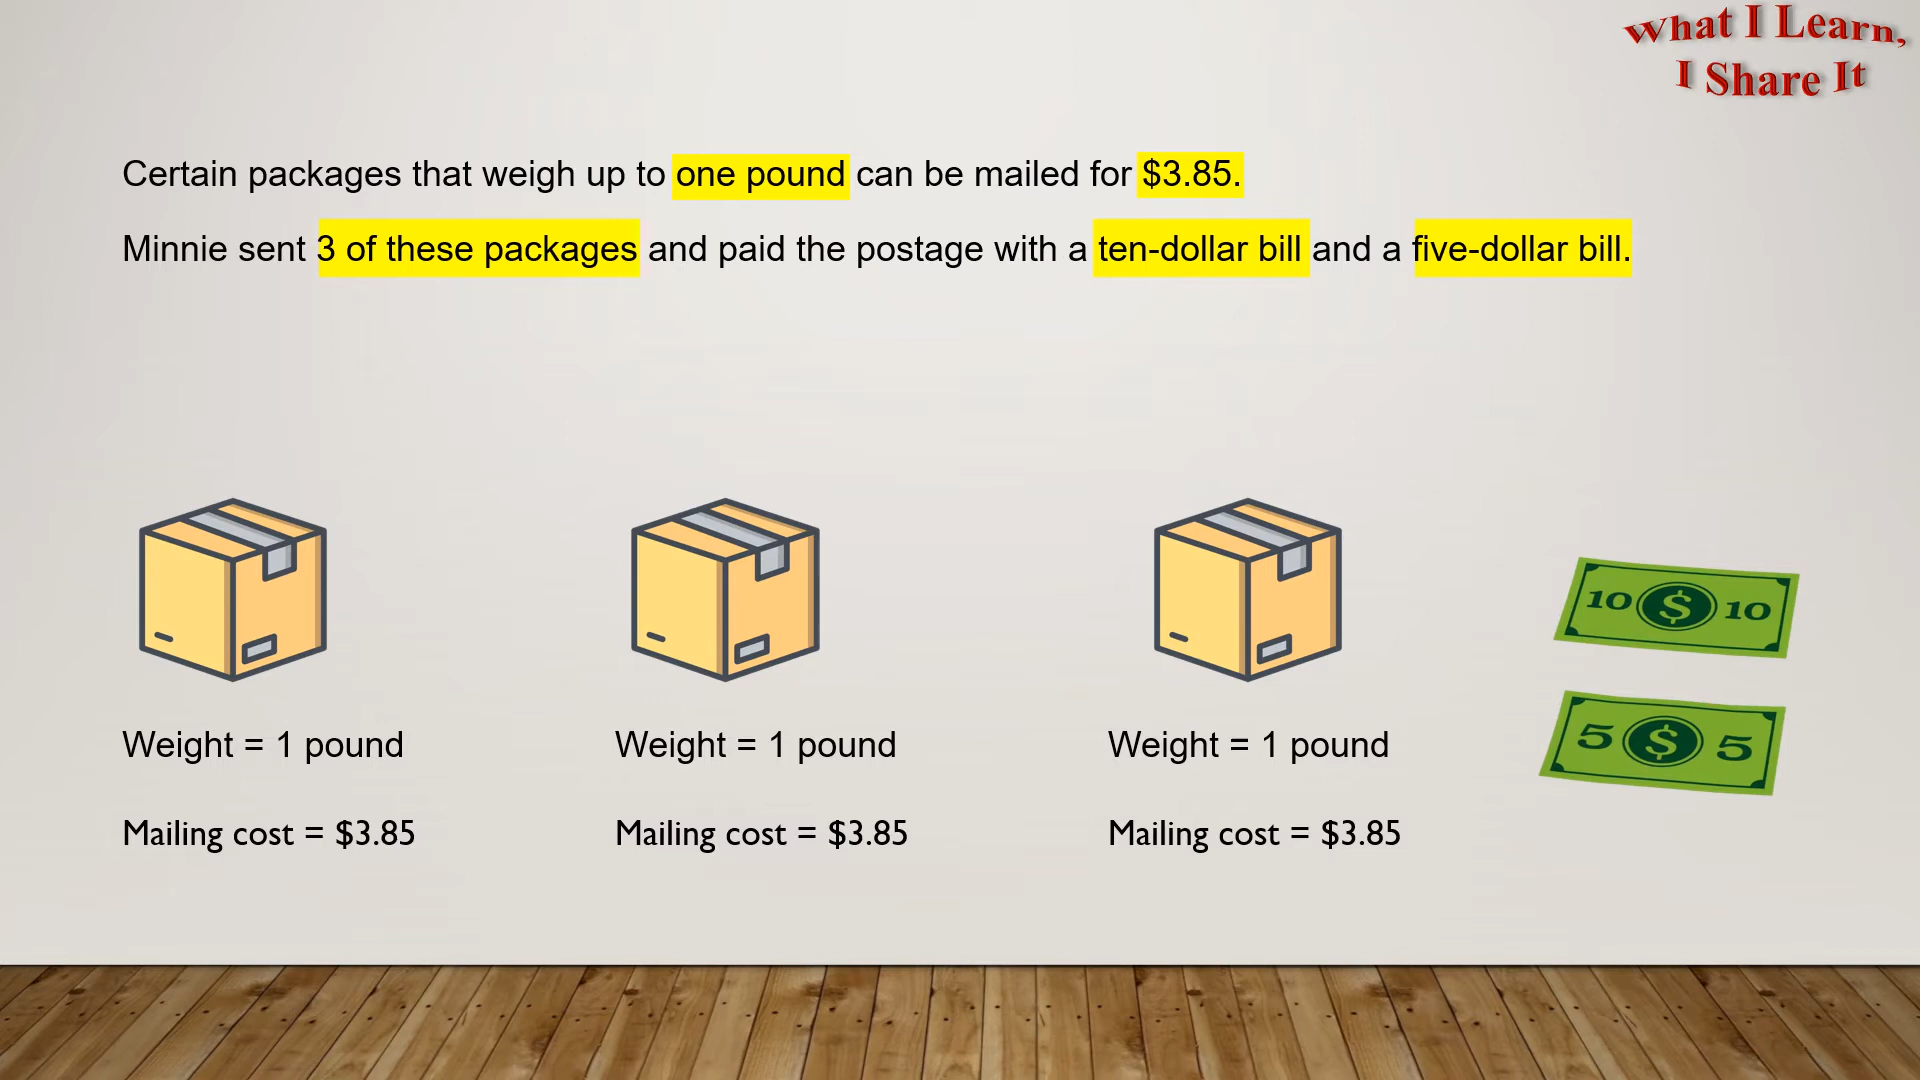 What I Learn,
I Share It
Certain packages that weigh up to one pound can be mailed for $3.85.
Minnie sent 3 of these packages and paid the postage with a ten-dollar bill and a five-dollar bill.
10 $ 10
5 $ 5
Weight = 1 pound
Weight = 1 pound
Weight = 1 pound
Mailing cost = $3.85
Mailing cost = $3.85
Mailing cost = $3.85